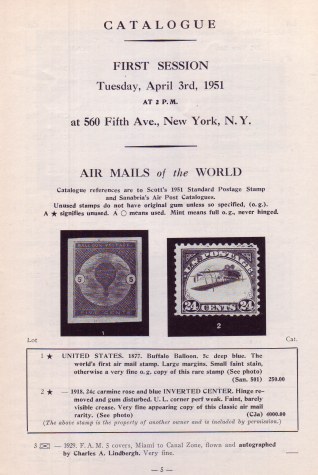 CATALOGUE
FIRST SESSION
Tuesday, April 3rd, 1951
AT 2 P.M.
at 560 Fifth Ave., New York, N.Y.
AIR MAILS of the WORLD
Catalogue references are to Scott's 1951 Standard Postage Stamp
and Sanabria's Air Post Catalogues.
Unused stamps do not have original gum unless so specified, (o.g.).
A ★ signifies unused. A ○ means used. Mint means full o.g., never hinged.
5 5
U.S. POSTAGE
24 CENTS 24
1
2
Lot Cat.
1 ★ UNITED STATES. 1877. Buffalo Balloon. 5c deep blue. The
world's first air mail stamp. Large margins. Small faint stain,
otherwise a very fine o.g. copy of this rare stamp (See photo)
(San. 801) 250.00
2 ★ — 1918, 24c carmine rose and blue INVERTED CENTER. Hinge removed and gum disturbed. U. L. corner perf weak. Faint, barely
visible crease. Very fine appearing copy of this classic air mail
rarity. (See photo) (C3a) 4000.00
(The above stamp is the property of another owner and is included by permission.)
5 ✉ — 1929. F. A. M. 5 covers, Miami to Canal Zone, flown and autographed
by Charles A. Lindbergh. Very fine.
— 5 —